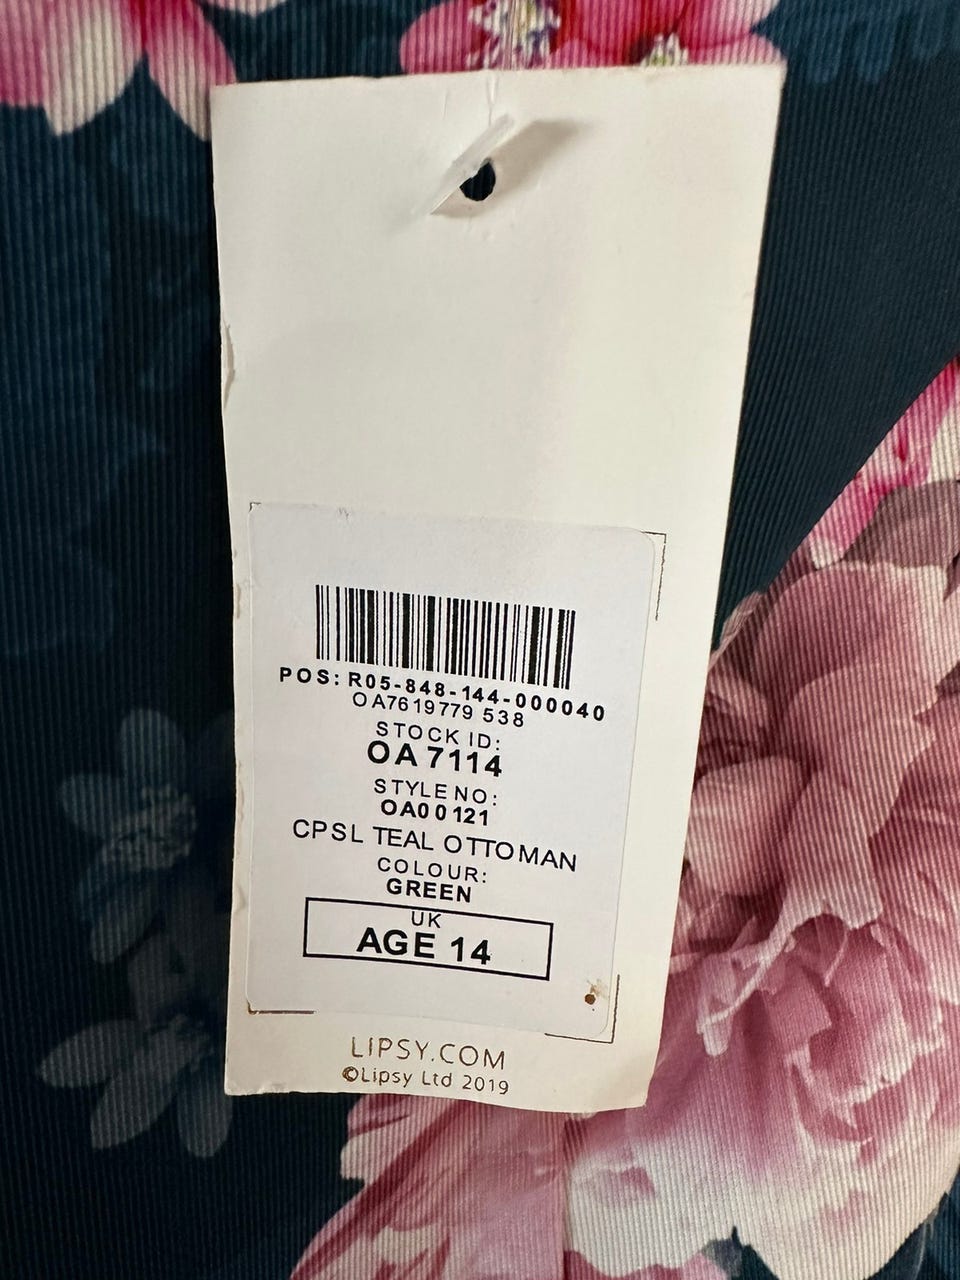 POS: R05-848-144-000040
OA7619779 538
STOCK ID:
OA7114
STYLE NO:
OA00121
CPSL TEAL OTTOMAN
COLOUR:
GREEN
UK
AGE 14
LIPSY.COM
©Lipsy Ltd 2019